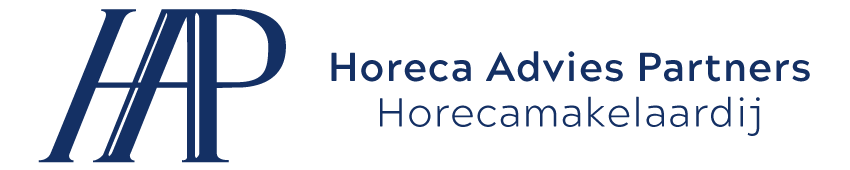 HAP
Horeca Advies Partners
Horecamakelaardij